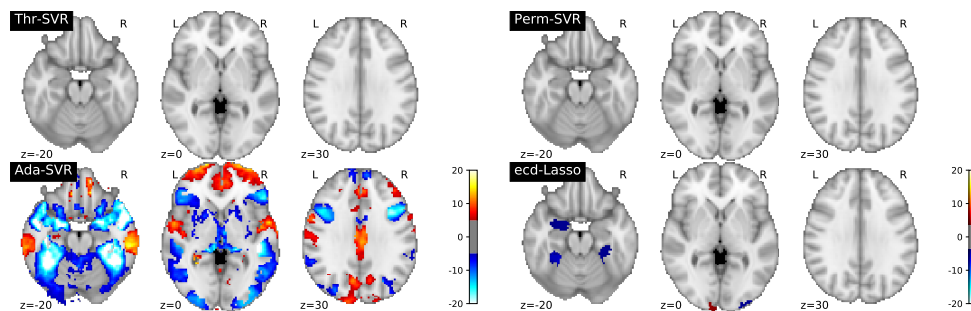 Thr-SVR L R L R
z=-20 z=0 z=30
Perm-SVR L R L R
z=-20 z=0 z=30
Ada-SVR R L R L R
z=-20 z=0 z=30
20
10
0
-10
-20
ecd-Lasso R L R L R
z=-20 z=0 z=30
20
10
0
-10
-20